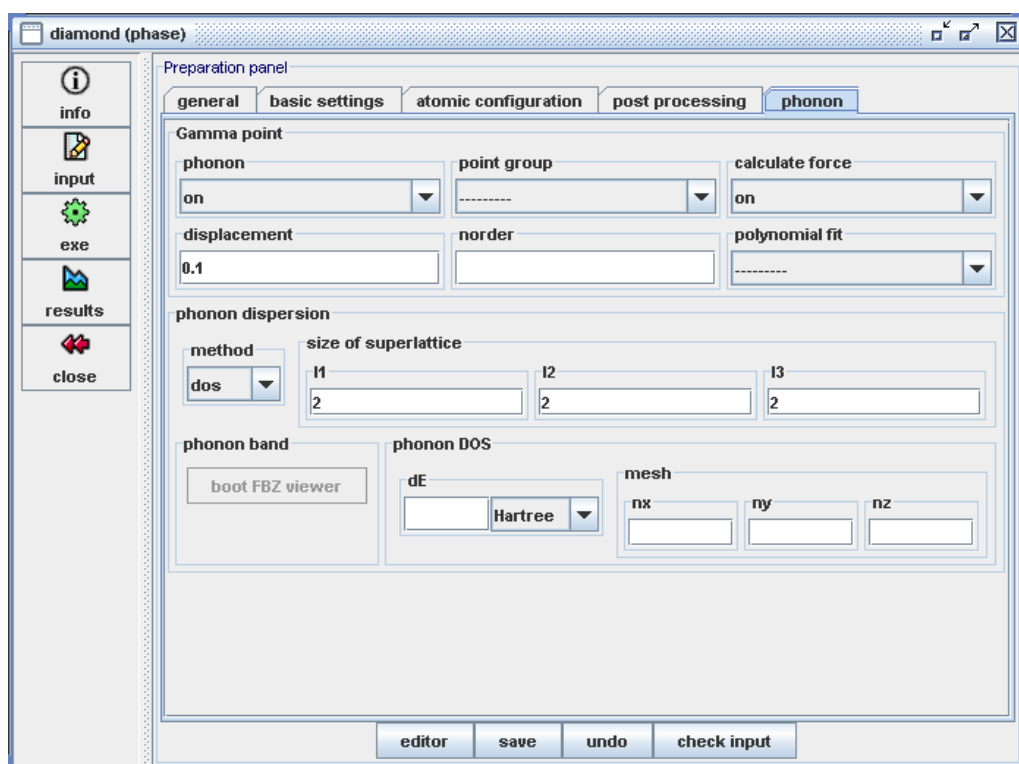 diamond (phase)
info
input
exe
results
close
Preparation panel
general basic settings atomic configuration post processing phonon
Gamma point
phonon point group calculate force
on --------- on
displacement norder polynomial fit
0.1 ---------
phonon dispersion
method size of superlattice
l1 l2 l3
dos 2 2 2
phonon band phonon DOS
boot FBZ viewer dE mesh
nx ny nz
Hartree
editor save undo check input